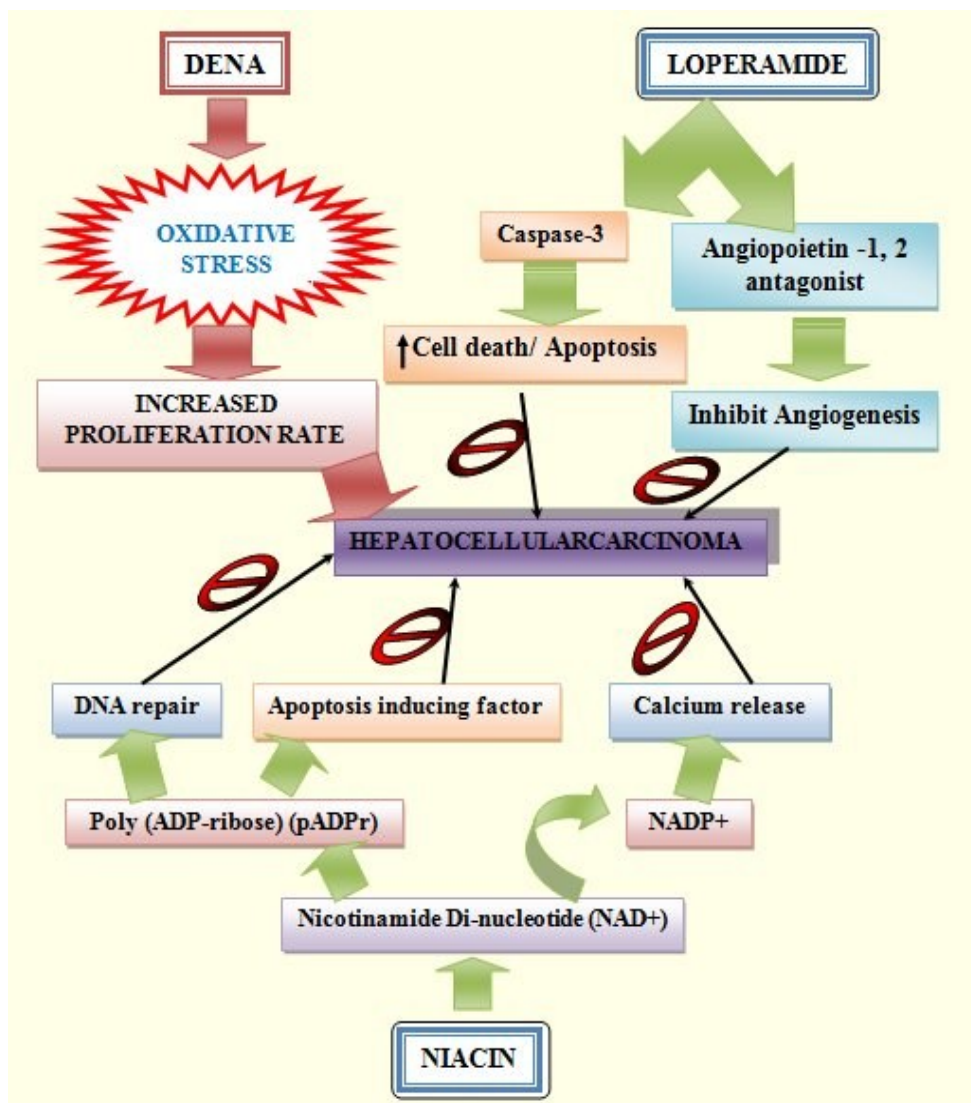 DENA
LOPERAMIDE
OXIDATIVE
STRESS
Caspase-3
Angiopoietin -1, 2
antagonist
Cell death/ Apoptosis
INCREASED
PROLIFERATION RATE
Inhibit Angiogenesis
HEPATOCELLULARCARCINOMA
DNA repair
Apoptosis inducing factor
Calcium release
Poly (ADP-ribose) (pADPr)
NADP+
Nicotinamide Di-nucleotide (NAD+)
NIACIN